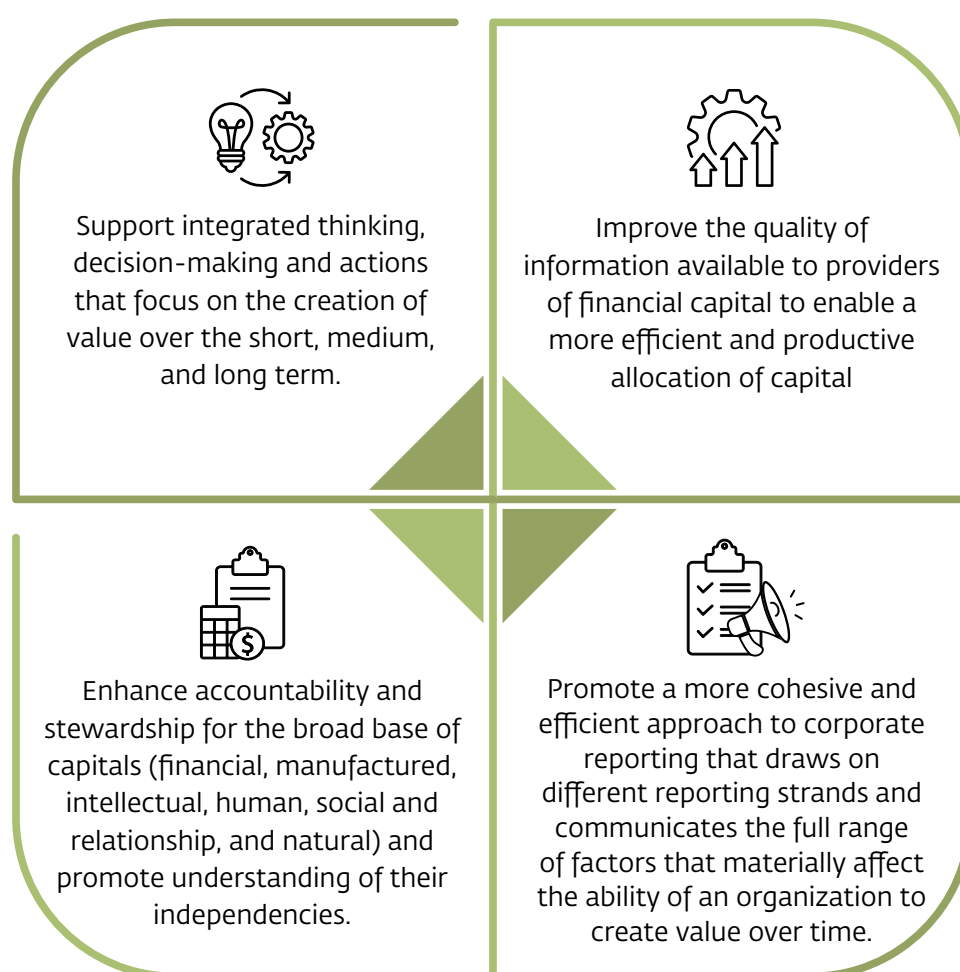 Support integrated thinking,
decision-making and actions
that focus on the creation of
value over the short, medium,
and long term.
Improve the quality of
information available to providers
of financial capital to enable a
more efficient and productive
allocation of capital
$
Enhance accountability and
stewardship for the broad base of
capitals (financial, manufactured,
intellectual, human, social and
relationship, and natural) and
promote understanding of their
independencies.
Promote a more cohesive and
efficient approach to corporate
reporting that draws on
different reporting strands and
communicates the full range
of factors that materially affect
the ability of an organization to
create value over time.